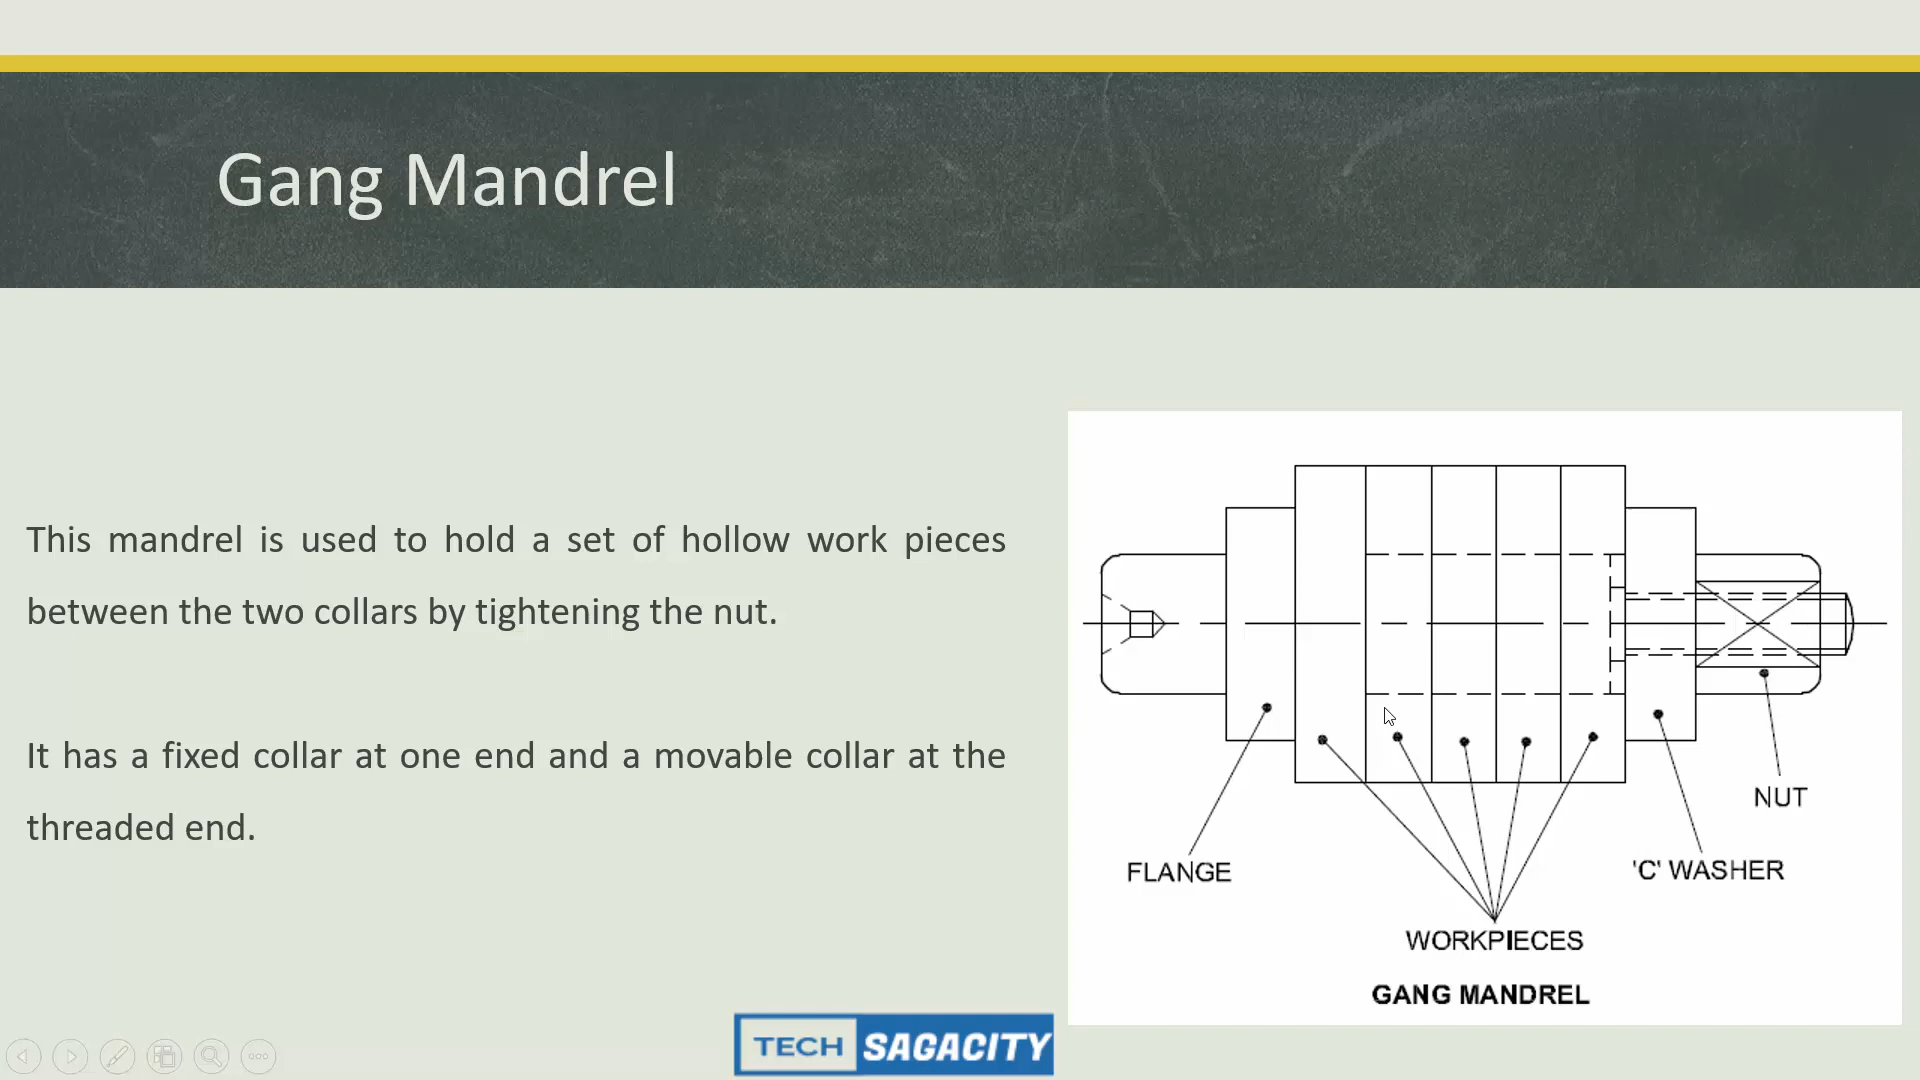 Gang Mandrel
This mandrel is used to hold a set of hollow work pieces
between the two collars by tightening the nut.
It has a fixed collar at one end and a movable collar at the
threaded end.
NUT
FLANGE
'C' WASHER
WORKPIECES
GANG MANDREL
TECH SAGACITY